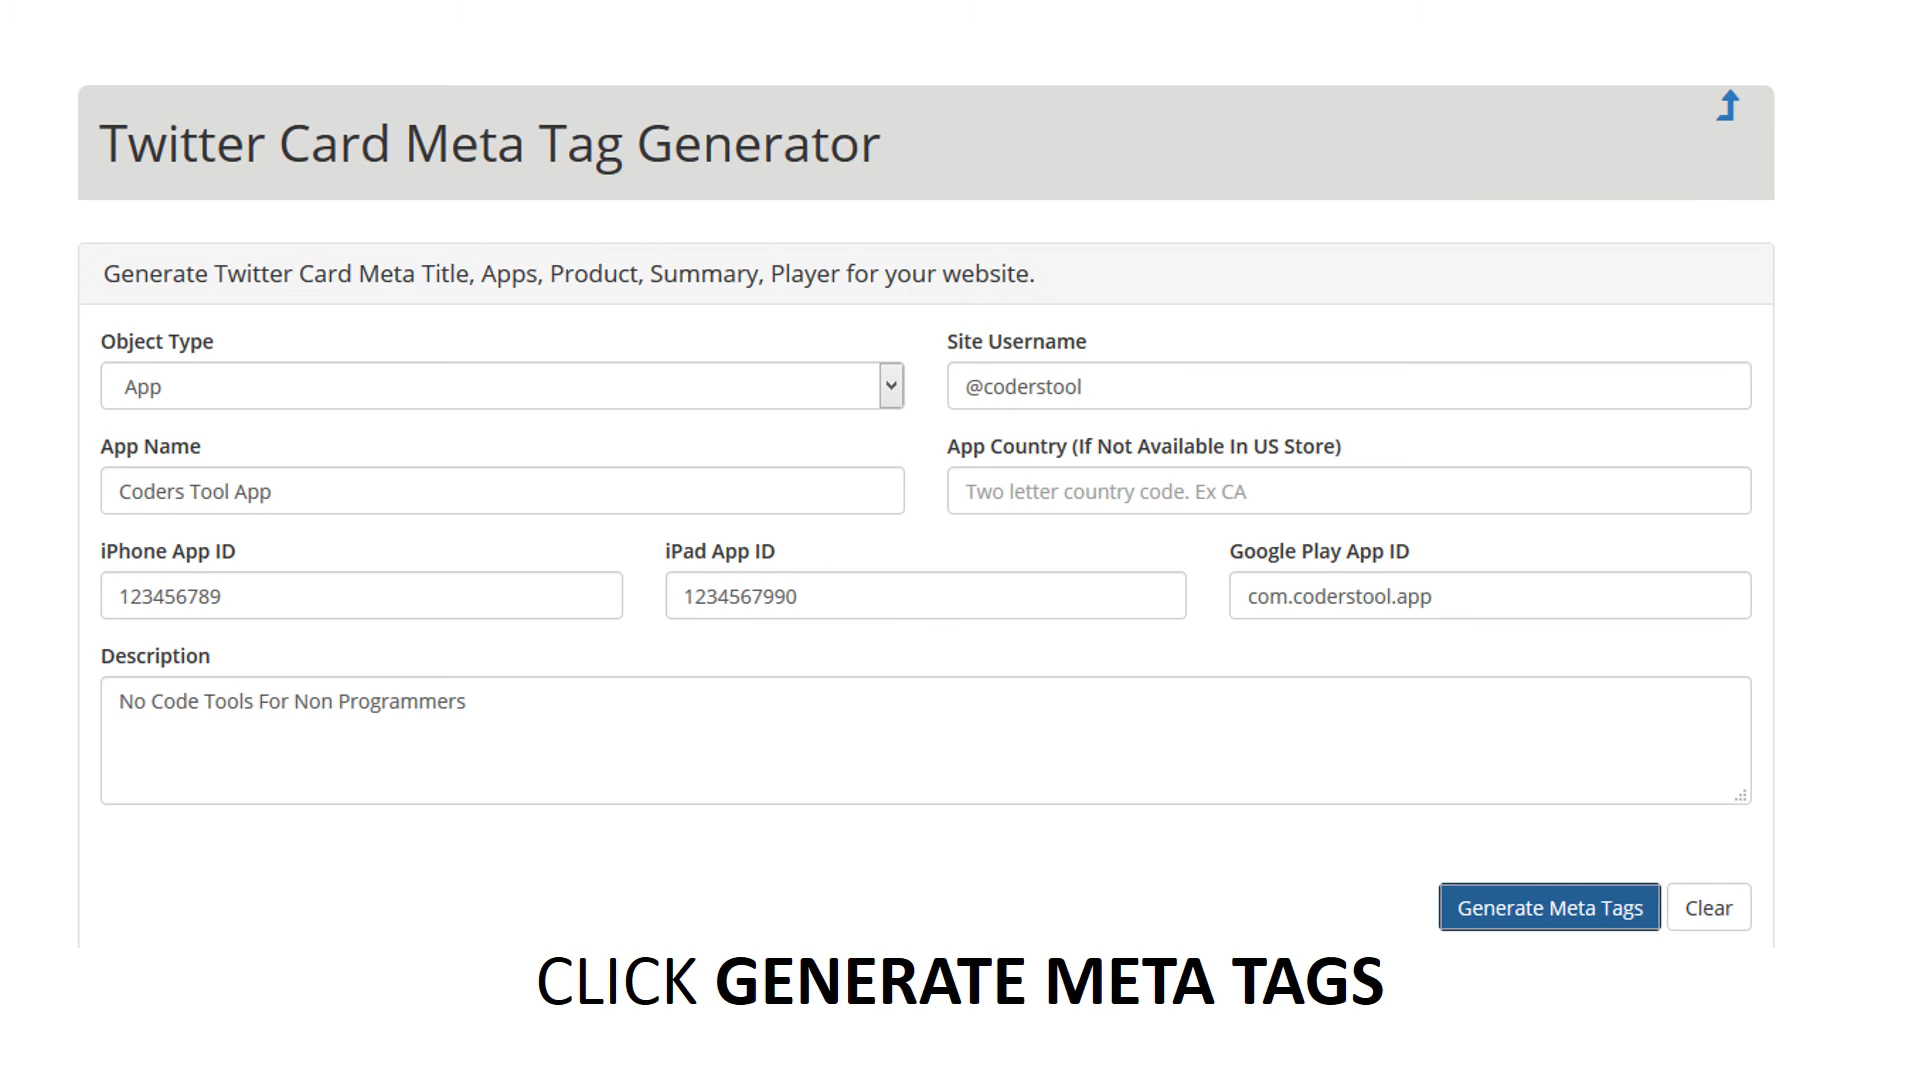 Twitter Card Meta Tag Generator
Generate Twitter Card Meta Title, Apps, Product, Summary, Player for your website.
Object Type
Site Username
App
@coderstool
App Name
App Country (If Not Available In US Store)
Coders Tool App
Two letter country code. Ex CA
iPhone App ID
iPad App ID
Google Play App ID
123456789
1234567990
com.coderstool.app
Description
No Code Tools For Non Programmers
Generate Meta Tags
Clear
CLICK GENERATE META TAGS